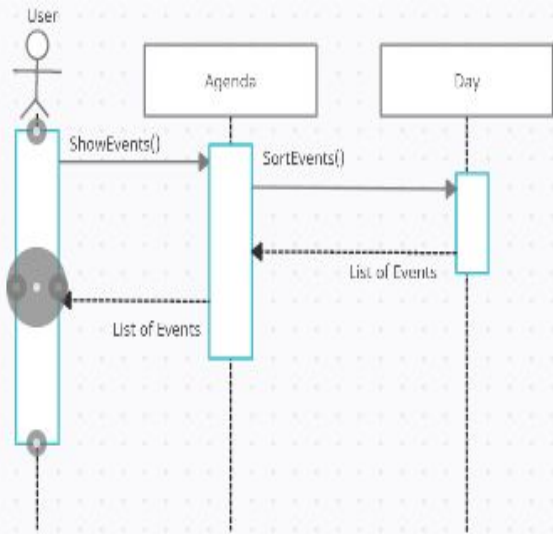 User
Agenda
Day
ShowEvents()
SortEvents()
List of Events
List of Events